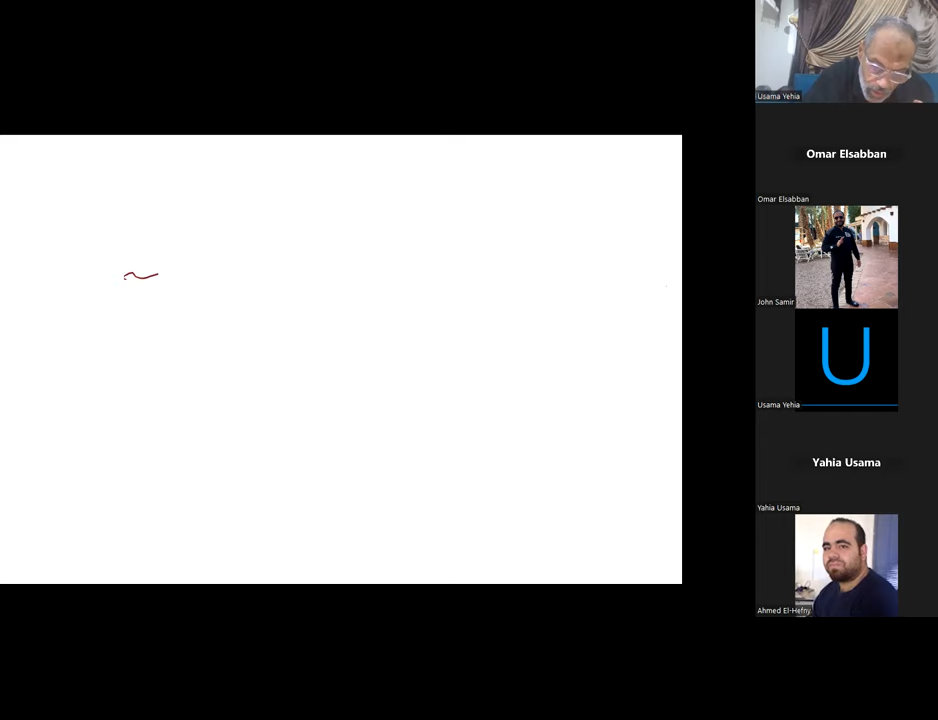 Usama Yehia
Omar Elsabban
Omar Elsabban
John Samir
U
Usama Yehia
Yahia Usama
Yahia Usama
Ahmed El-Hefny